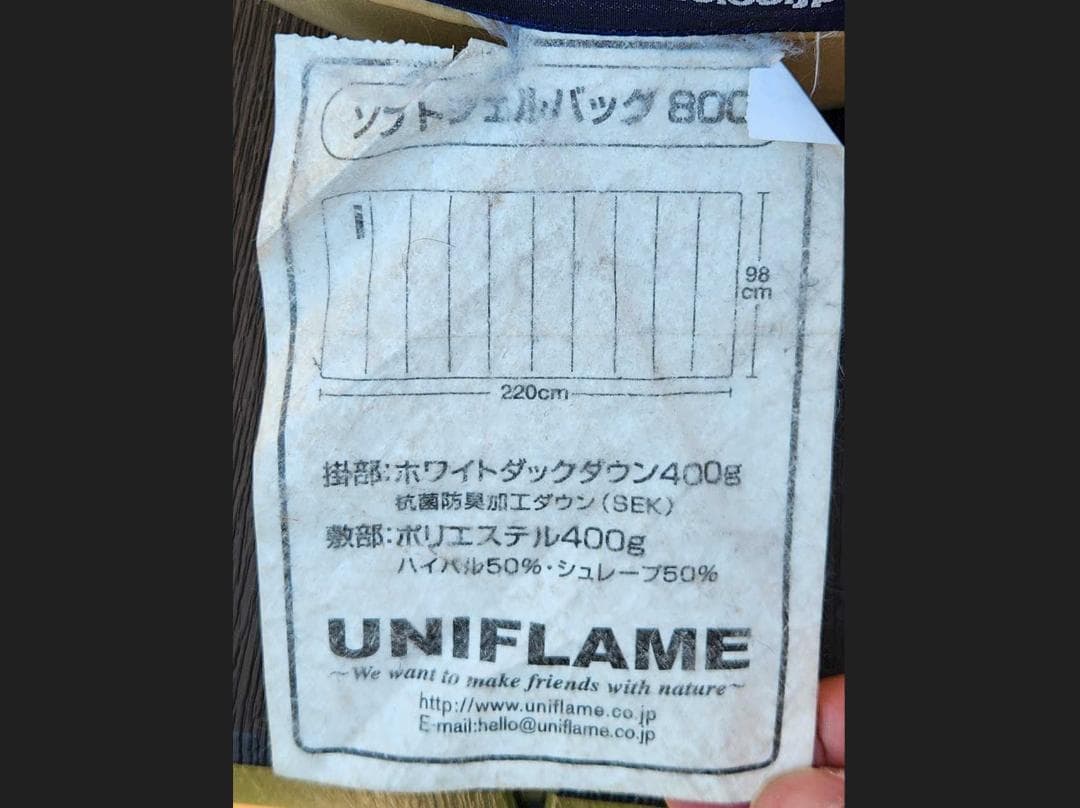 ソフトシェル・バッグ 800
98
cm
220cm
掛部:ホワイトダックダウン400g
抗菌防臭加工ダウン(SEK)
敷部:ポリエステル400g
ハイバル50%・シュレープ50%
UNIFLAME
~We want to make friends with nature~
http://www.uniflame.co.jp
E-mail:hello@uniflame.co.jp